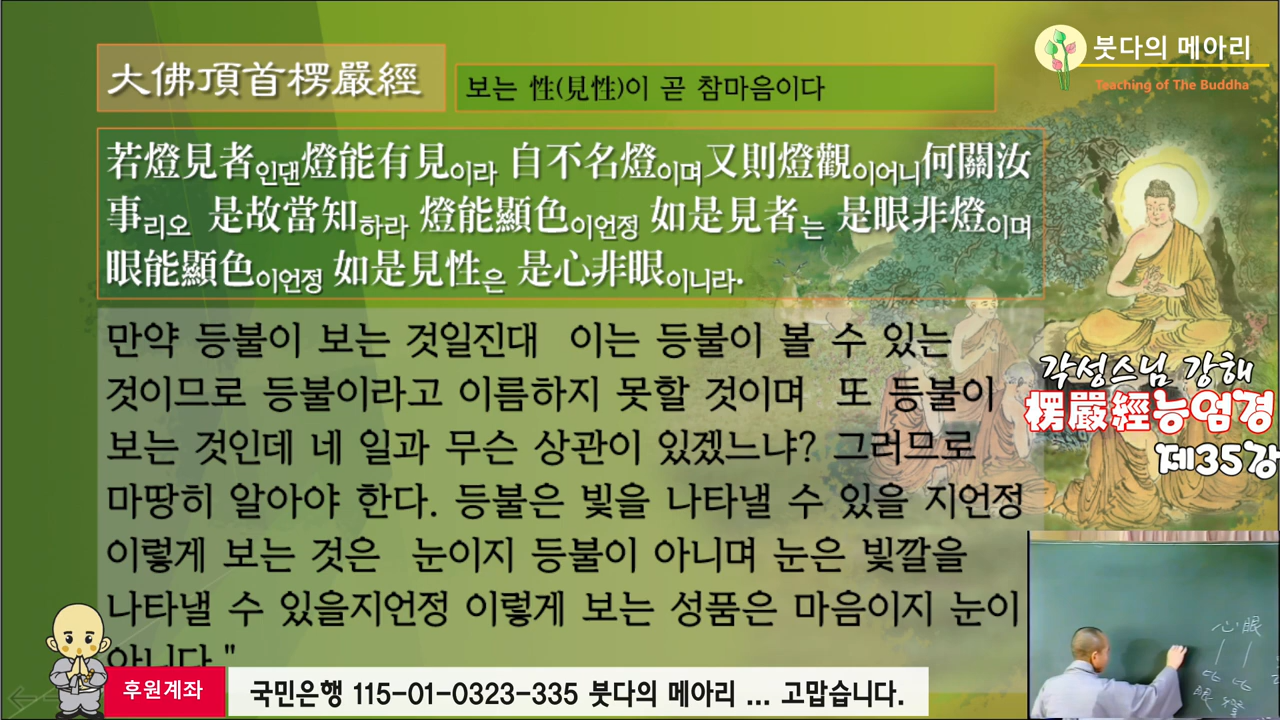 大佛頂首楞嚴經
보는 性(見性)이 곧 참마음이다
붓다의 메아리
Teaching of The Buddha
若燈見者인댄燈能有見이라 自不名燈이며又則燈觀이어니何關汝
事리오 是故當知하라 燈能顯色이언정 如是見者는 是眼非燈이며
眼能顯色이언정 如是見性은 是心非眼이니라.
만약 등불이 보는 것일진대 이는 등불이 볼 수 있는
것이므로 등불이라고 이름하지 못할 것이며 또 등불이
보는 것인데 네 일과 무슨 상관이 있겠느냐? 그러므로
마땅히 알아야 한다. 등불은 빛을 나타낼 수 있을 지언정
이렇게 보는 것은 눈이지 등불이 아니며 눈은 빛깔을
나타낼 수 있을지언정 이렇게 보는 성품은 마음이지 눈이
아니다."
각성스님 강해
楞嚴經능엄경
제35강
心眼
眼
후원계좌
국민은행 115-01-0323-335 붓다의 메아리 ... 고맙습니다.